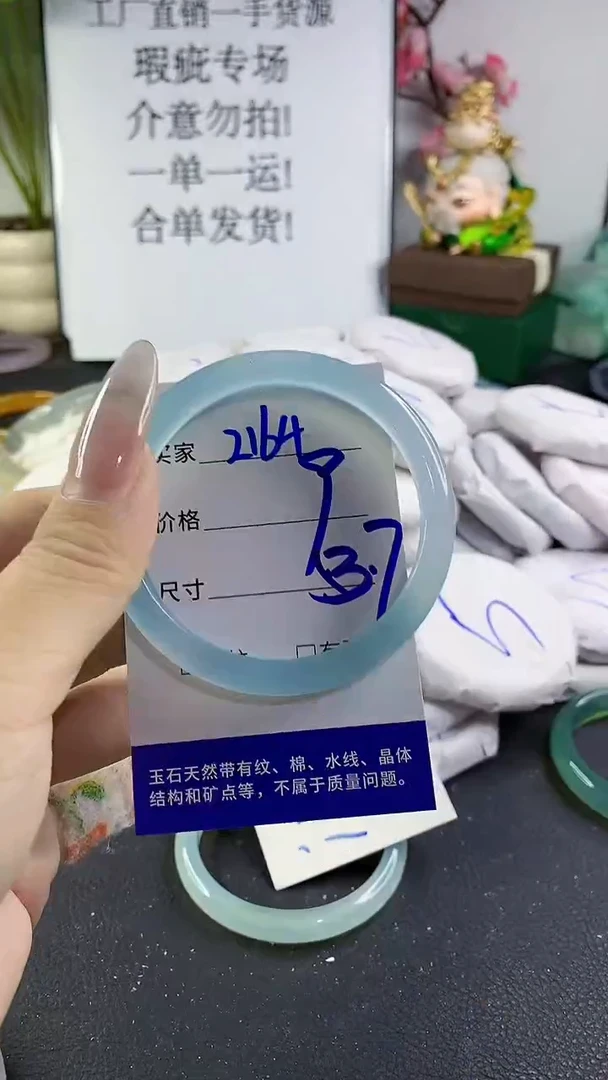 工厂直销一手货源
瑕疵专场
介意勿拍!
一单一运!
合单发货!
买家 2164
价格
尺寸 3.7
玉石天然带有纹、棉、水线、晶体
结构和矿点等，不属于质量问题。